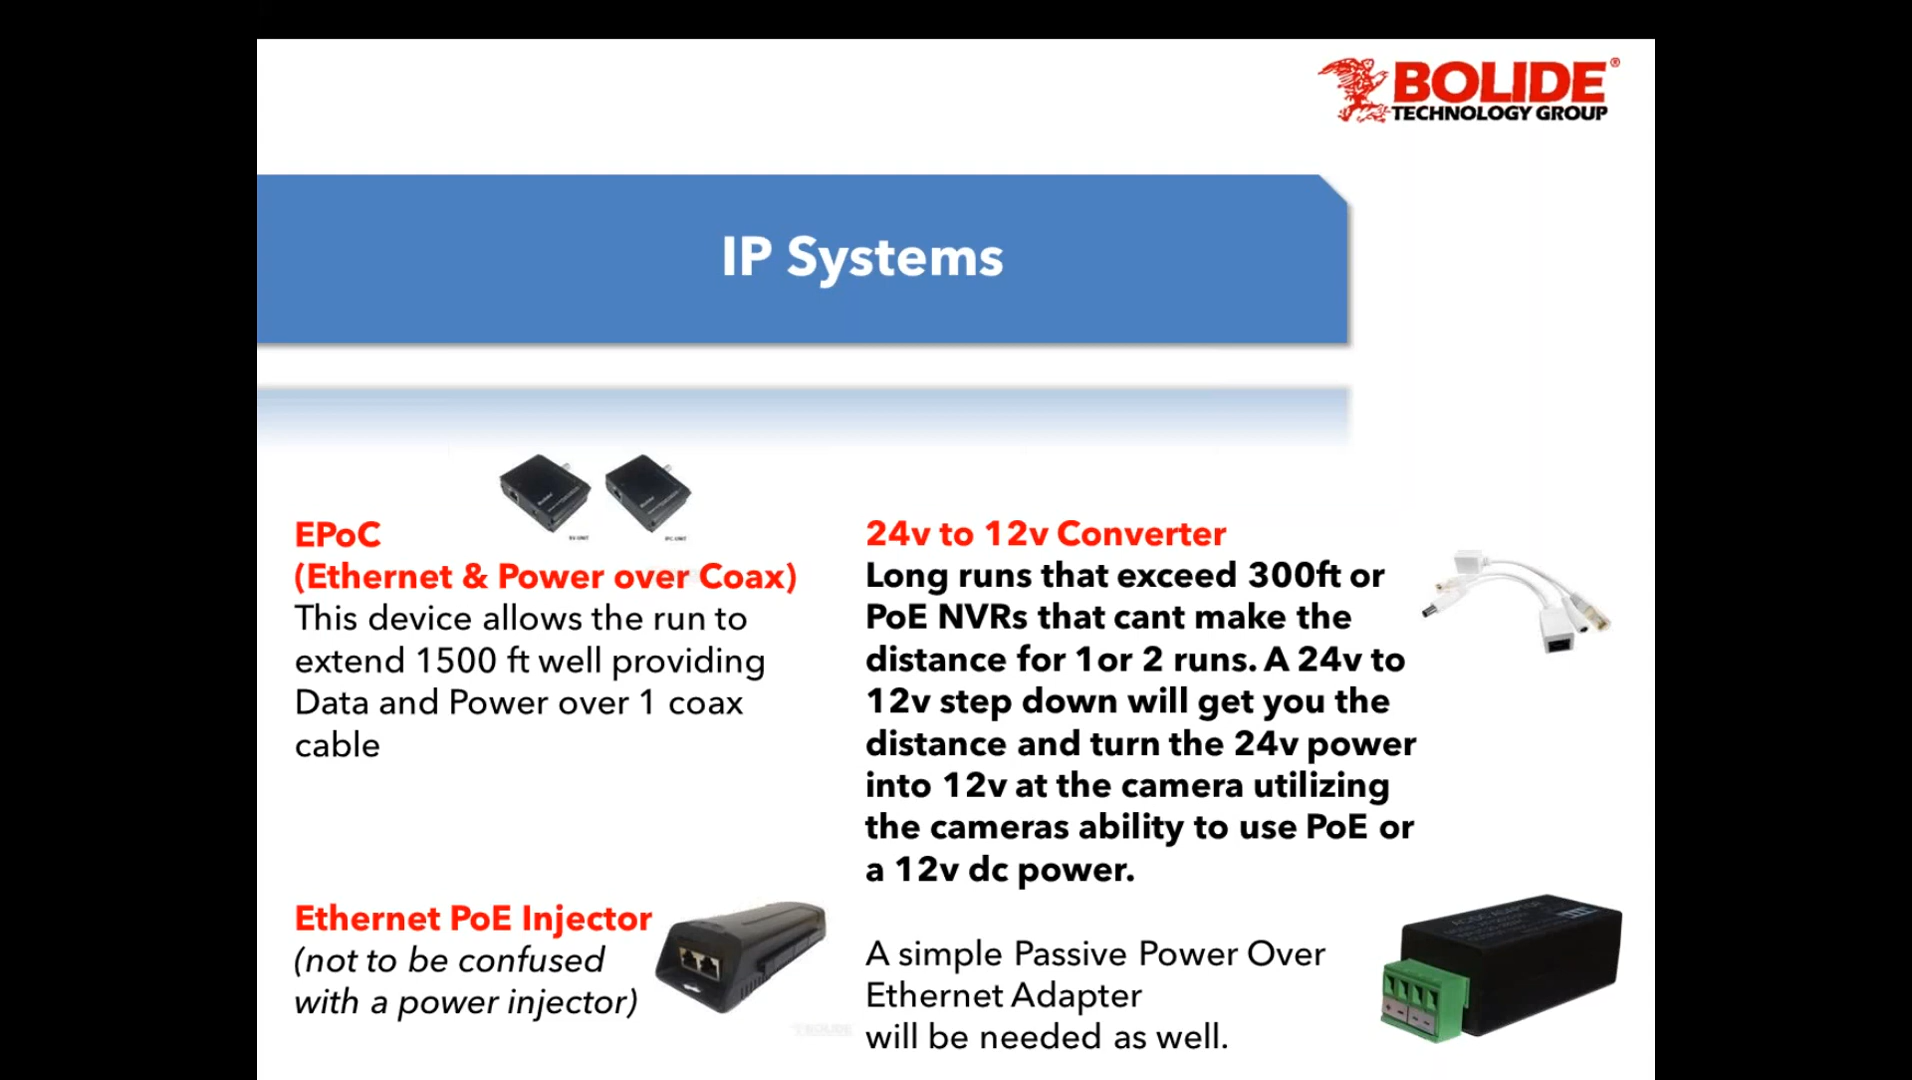 BOLIDE®
TECHNOLOGY GROUP
IP Systems
EPoC
(Ethernet & Power over Coax)
This device allows the run to
extend 1500 ft well providing
Data and Power over 1 coax
cable
Ethernet PoE Injector
(not to be confused
with a power injector)
BOLIDE
24v to 12v Converter
Long runs that exceed 300ft or
PoE NVRs that cant make the
distance for 1or 2 runs. A 24v to
12v step down will get you the
distance and turn the 24v power
into 12v at the camera utilizing
the cameras ability to use PoE or
a 12v dc power.
A simple Passive Power Over
Ethernet Adapter
will be needed as well.
AC/DC ADAPTOR